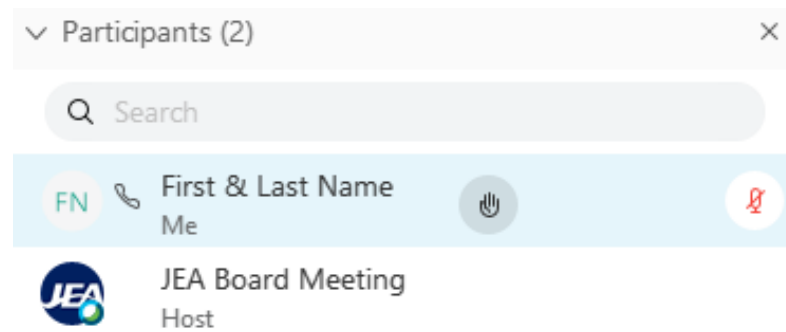 Participants (2)
Search
FN
First & Last Name
Me
JEA
JEA Board Meeting
Host